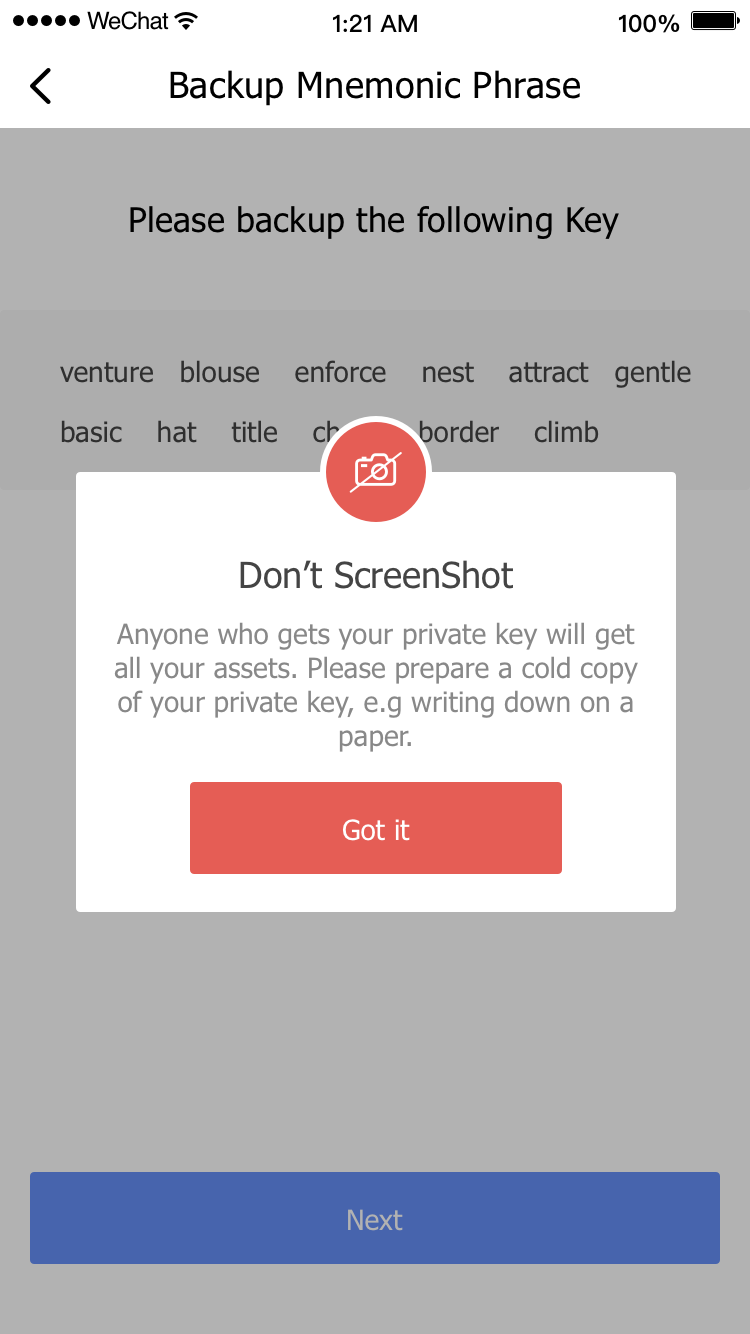 WeChat 1:21 AM 100%
Backup Mnemonic Phrase
Please backup the following Key
venture blouse enforce nest attract gentle
basic hat title border climb
Don’t ScreenShot
Anyone who gets your private key will get
all your assets. Please prepare a cold copy
of your private key, e.g writing down on a
paper.
Got it
Next